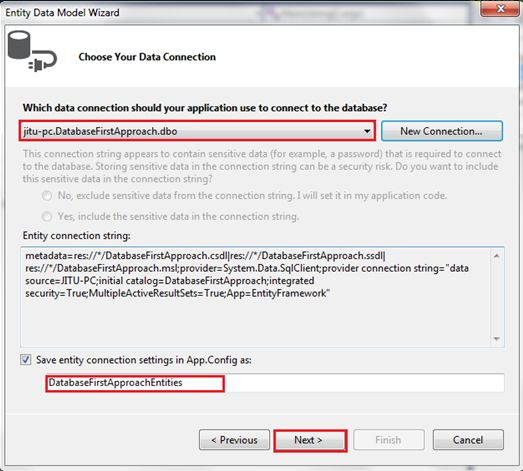 Entity Data Model Wizard
Choose Your Data Connection
Which data connection should your application use to connect to the database?
jitu-pc.DatabaseFirstApproach.dbo
New Connection...
This connection string appears to contain sensitive data (for example, a password) that is required to connect
to the database. Storing sensitive data in the connection string can be a security risk. Do you want to include
this sensitive data in the connection string?
No, exclude sensitive data from the connection string. I will set it in my application code.
Yes, include the sensitive data in the connection string.
Entity connection string:
metadata=res://*/DatabaseFirstApproach.csdl|res://*/DatabaseFirstApproach.ssdl|
res://*/DatabaseFirstApproach.msl;provider=System.Data.SqlClient;provider connection string="data
source=JITU-PC;initial catalog=DatabaseFirstApproach;integrated
security=True;MultipleActiveResultSets=True;App=EntityFramework"
Save entity connection settings in App.Config as:
DatabaseFirstApproachEntities
< Previous
Next >
Finish
Cancel